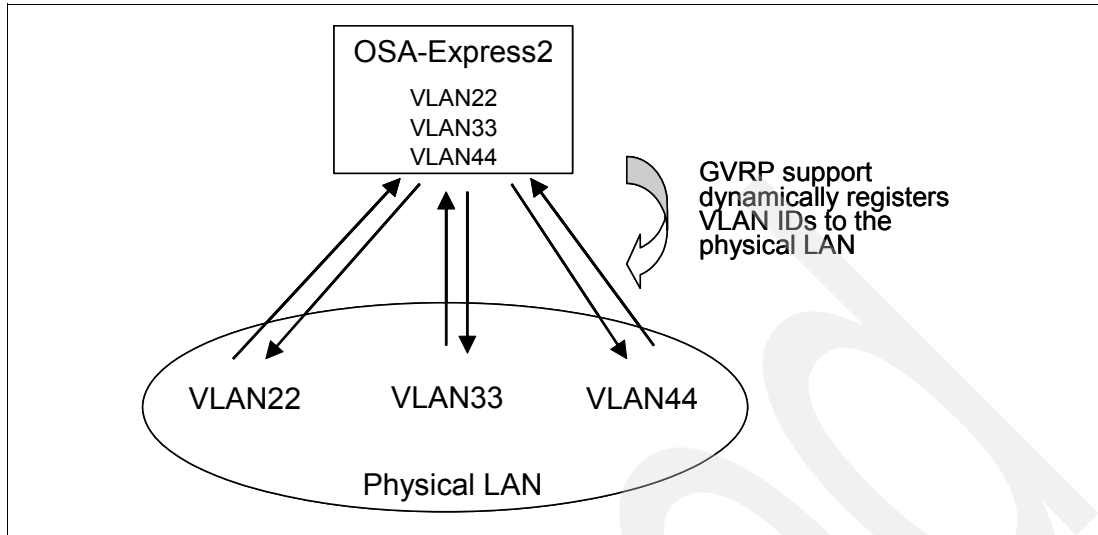 OSA-Express2
VLAN22
VLAN33
VLAN44
GVRP support
dynamically registers
VLAN IDs to the
physical LAN
VLAN22 VLAN33 VLAN44
Physical LAN